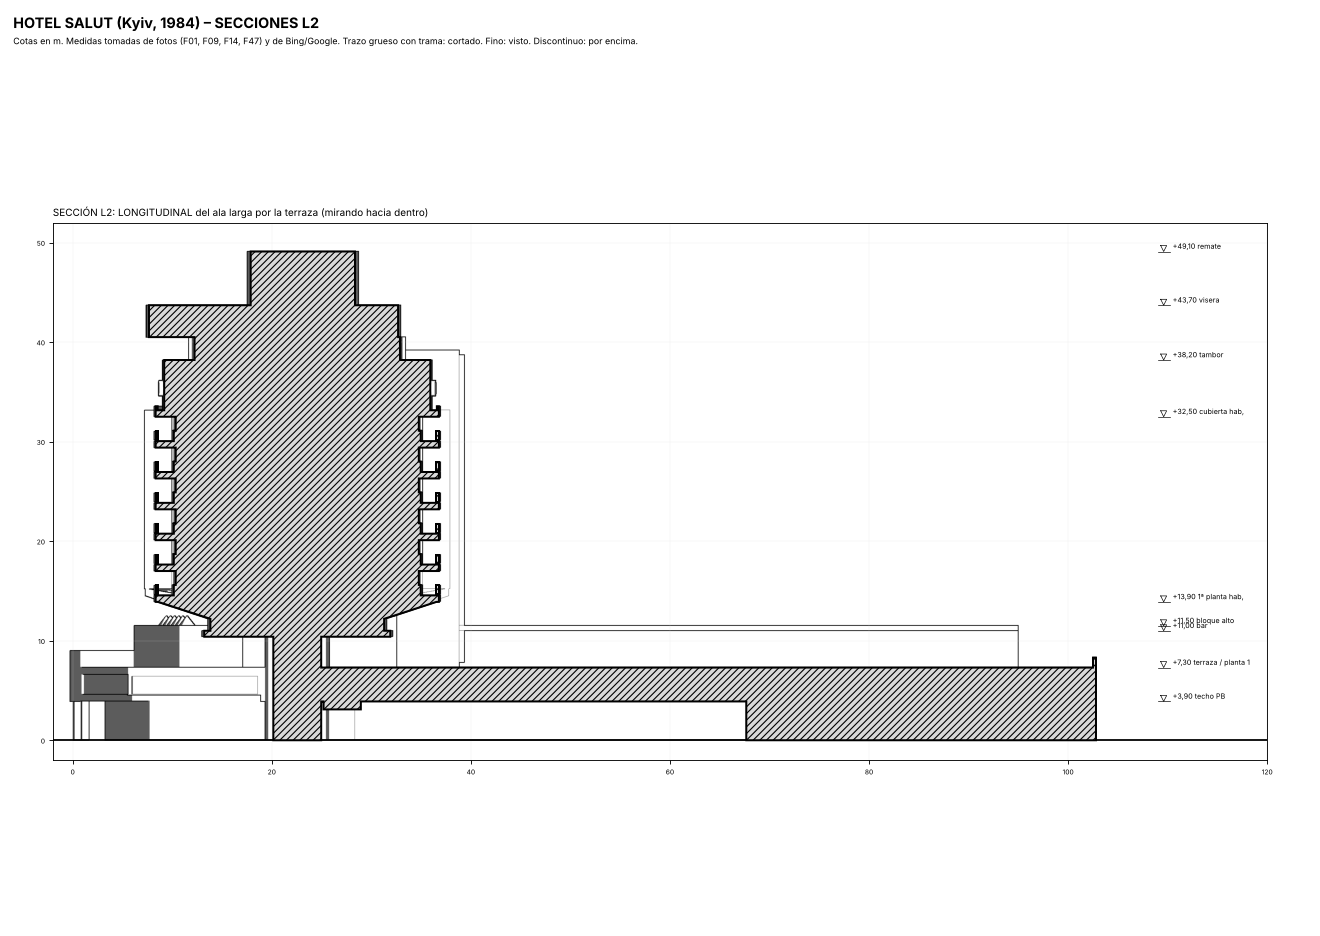 HOTEL SALUT (Kyiv, 1984) – SECCIONES L2
Cotas en m. Medidas tomadas de fotos (F01, F09, F14, F47) y de Bing/Google. Trazo grueso con trama: cortado. Fino: visto. Discontinuo: por encima.
SECCIÓN L2: LONGITUDINAL del ala larga por la terraza (mirando hacia dentro)
50
+49,10 remate
+43,70 visera
40
+38,20 tambor
+32,50 cubierta hab,
30
20
+13,90 1ª planta hab,
+11,50 bloque alto
+11,00 bar
10
+7,30 terraza / planta 1
+3,90 techo PB
0
0 20 40 60 80 100 120